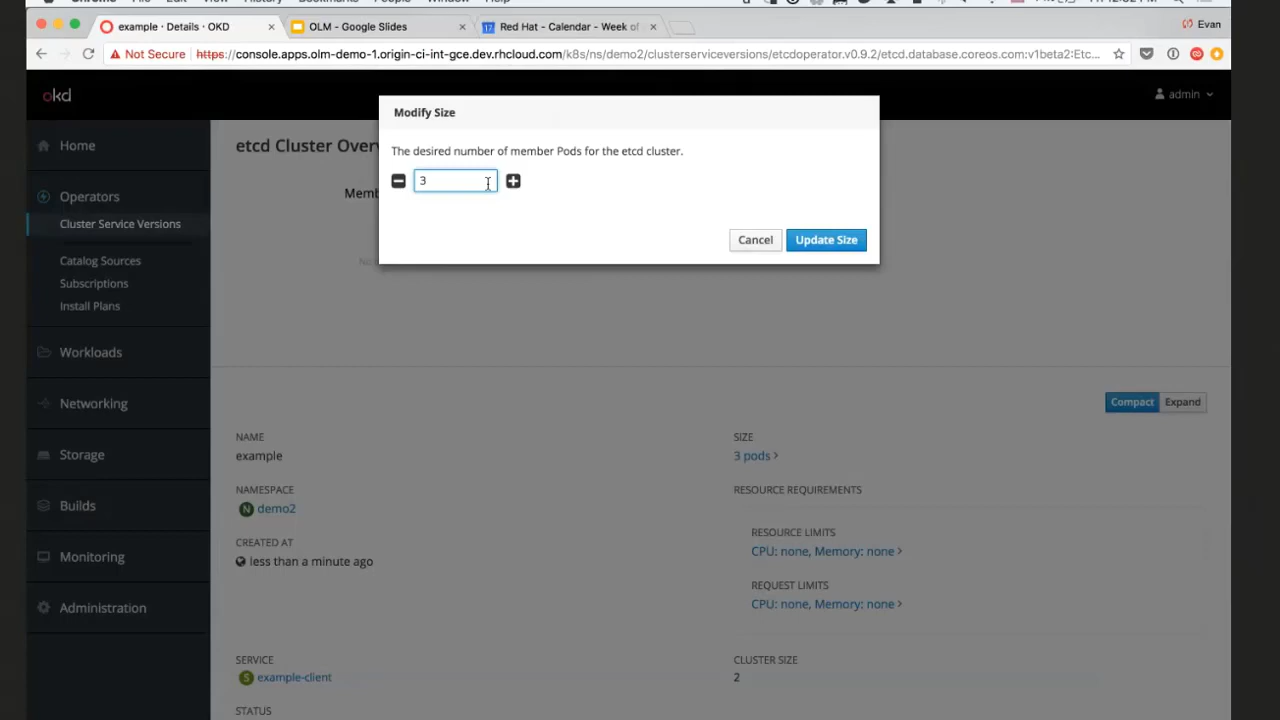 example · Details · OKD
OLM - Google Slides
Red Hat - Calendar - Week of
Evan
Not Secure https://console.apps.olm-demo-1.origin-ci-int-gce.dev.rhcloud.com/k8s/ns/demo2/clusterserviceversions/etcdoperator.v0.9.2/etcd.database.coreos.com:v1beta2:Etc...
okd
admin
Home
Operators
Cluster Service Versions
Catalog Sources
Subscriptions
Install Plans
Workloads
Networking
Storage
Builds
Monitoring
Administration
etcd Cluster Over
Memb
Modify Size
The desired number of member Pods for the etcd cluster.
3
Cancel
Update Size
Compact
Expand
NAME
example
NAMESPACE
N demo2
CREATED AT
less than a minute ago
SERVICE
S example-client
STATUS
SIZE
3 pods
RESOURCE REQUIREMENTS
RESOURCE LIMITS
CPU: none, Memory: none
REQUEST LIMITS
CPU: none, Memory: none
CLUSTER SIZE
2